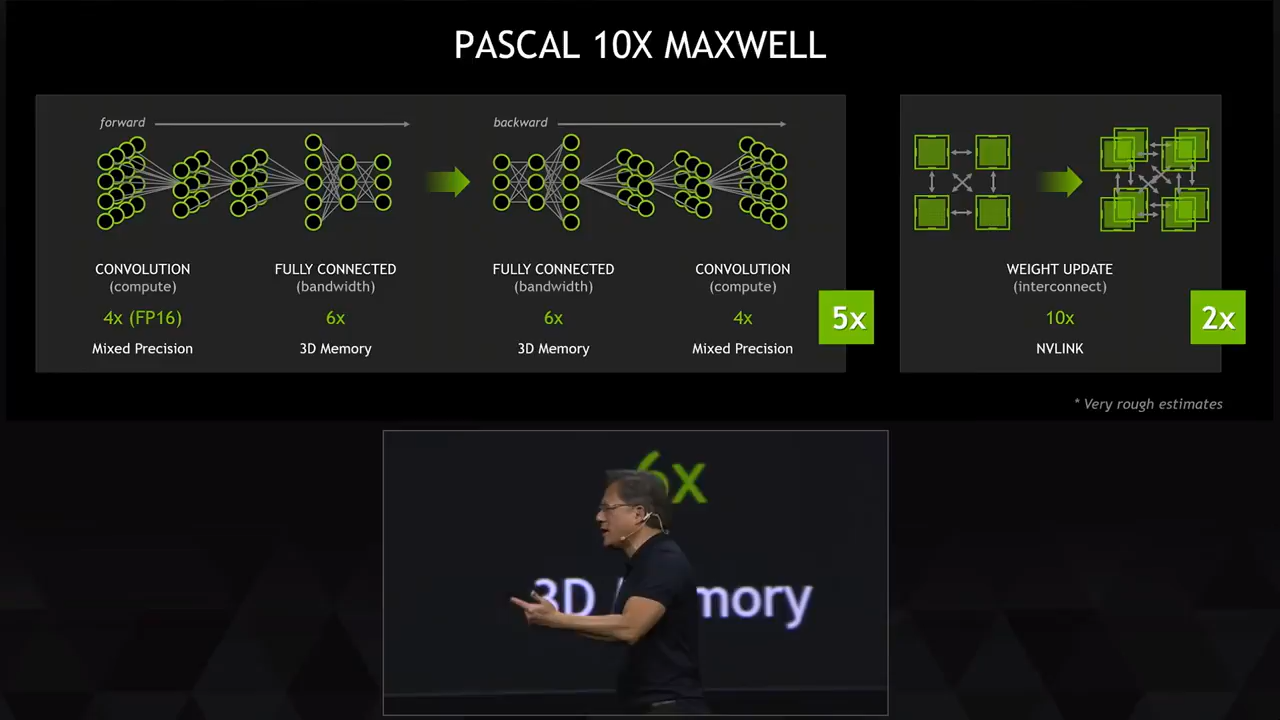 PASCAL 10X MAXWELL
forward
backward
CONVOLUTION
(compute)
4x (FP16)
Mixed Precision
FULLY CONNECTED
(bandwidth)
6x
3D Memory
FULLY CONNECTED
(bandwidth)
6x
3D Memory
CONVOLUTION
(compute)
4x
Mixed Precision
5x
WEIGHT UPDATE
(interconnect)
10x
NVLINK
2x
* Very rough estimates
6x
3D mory